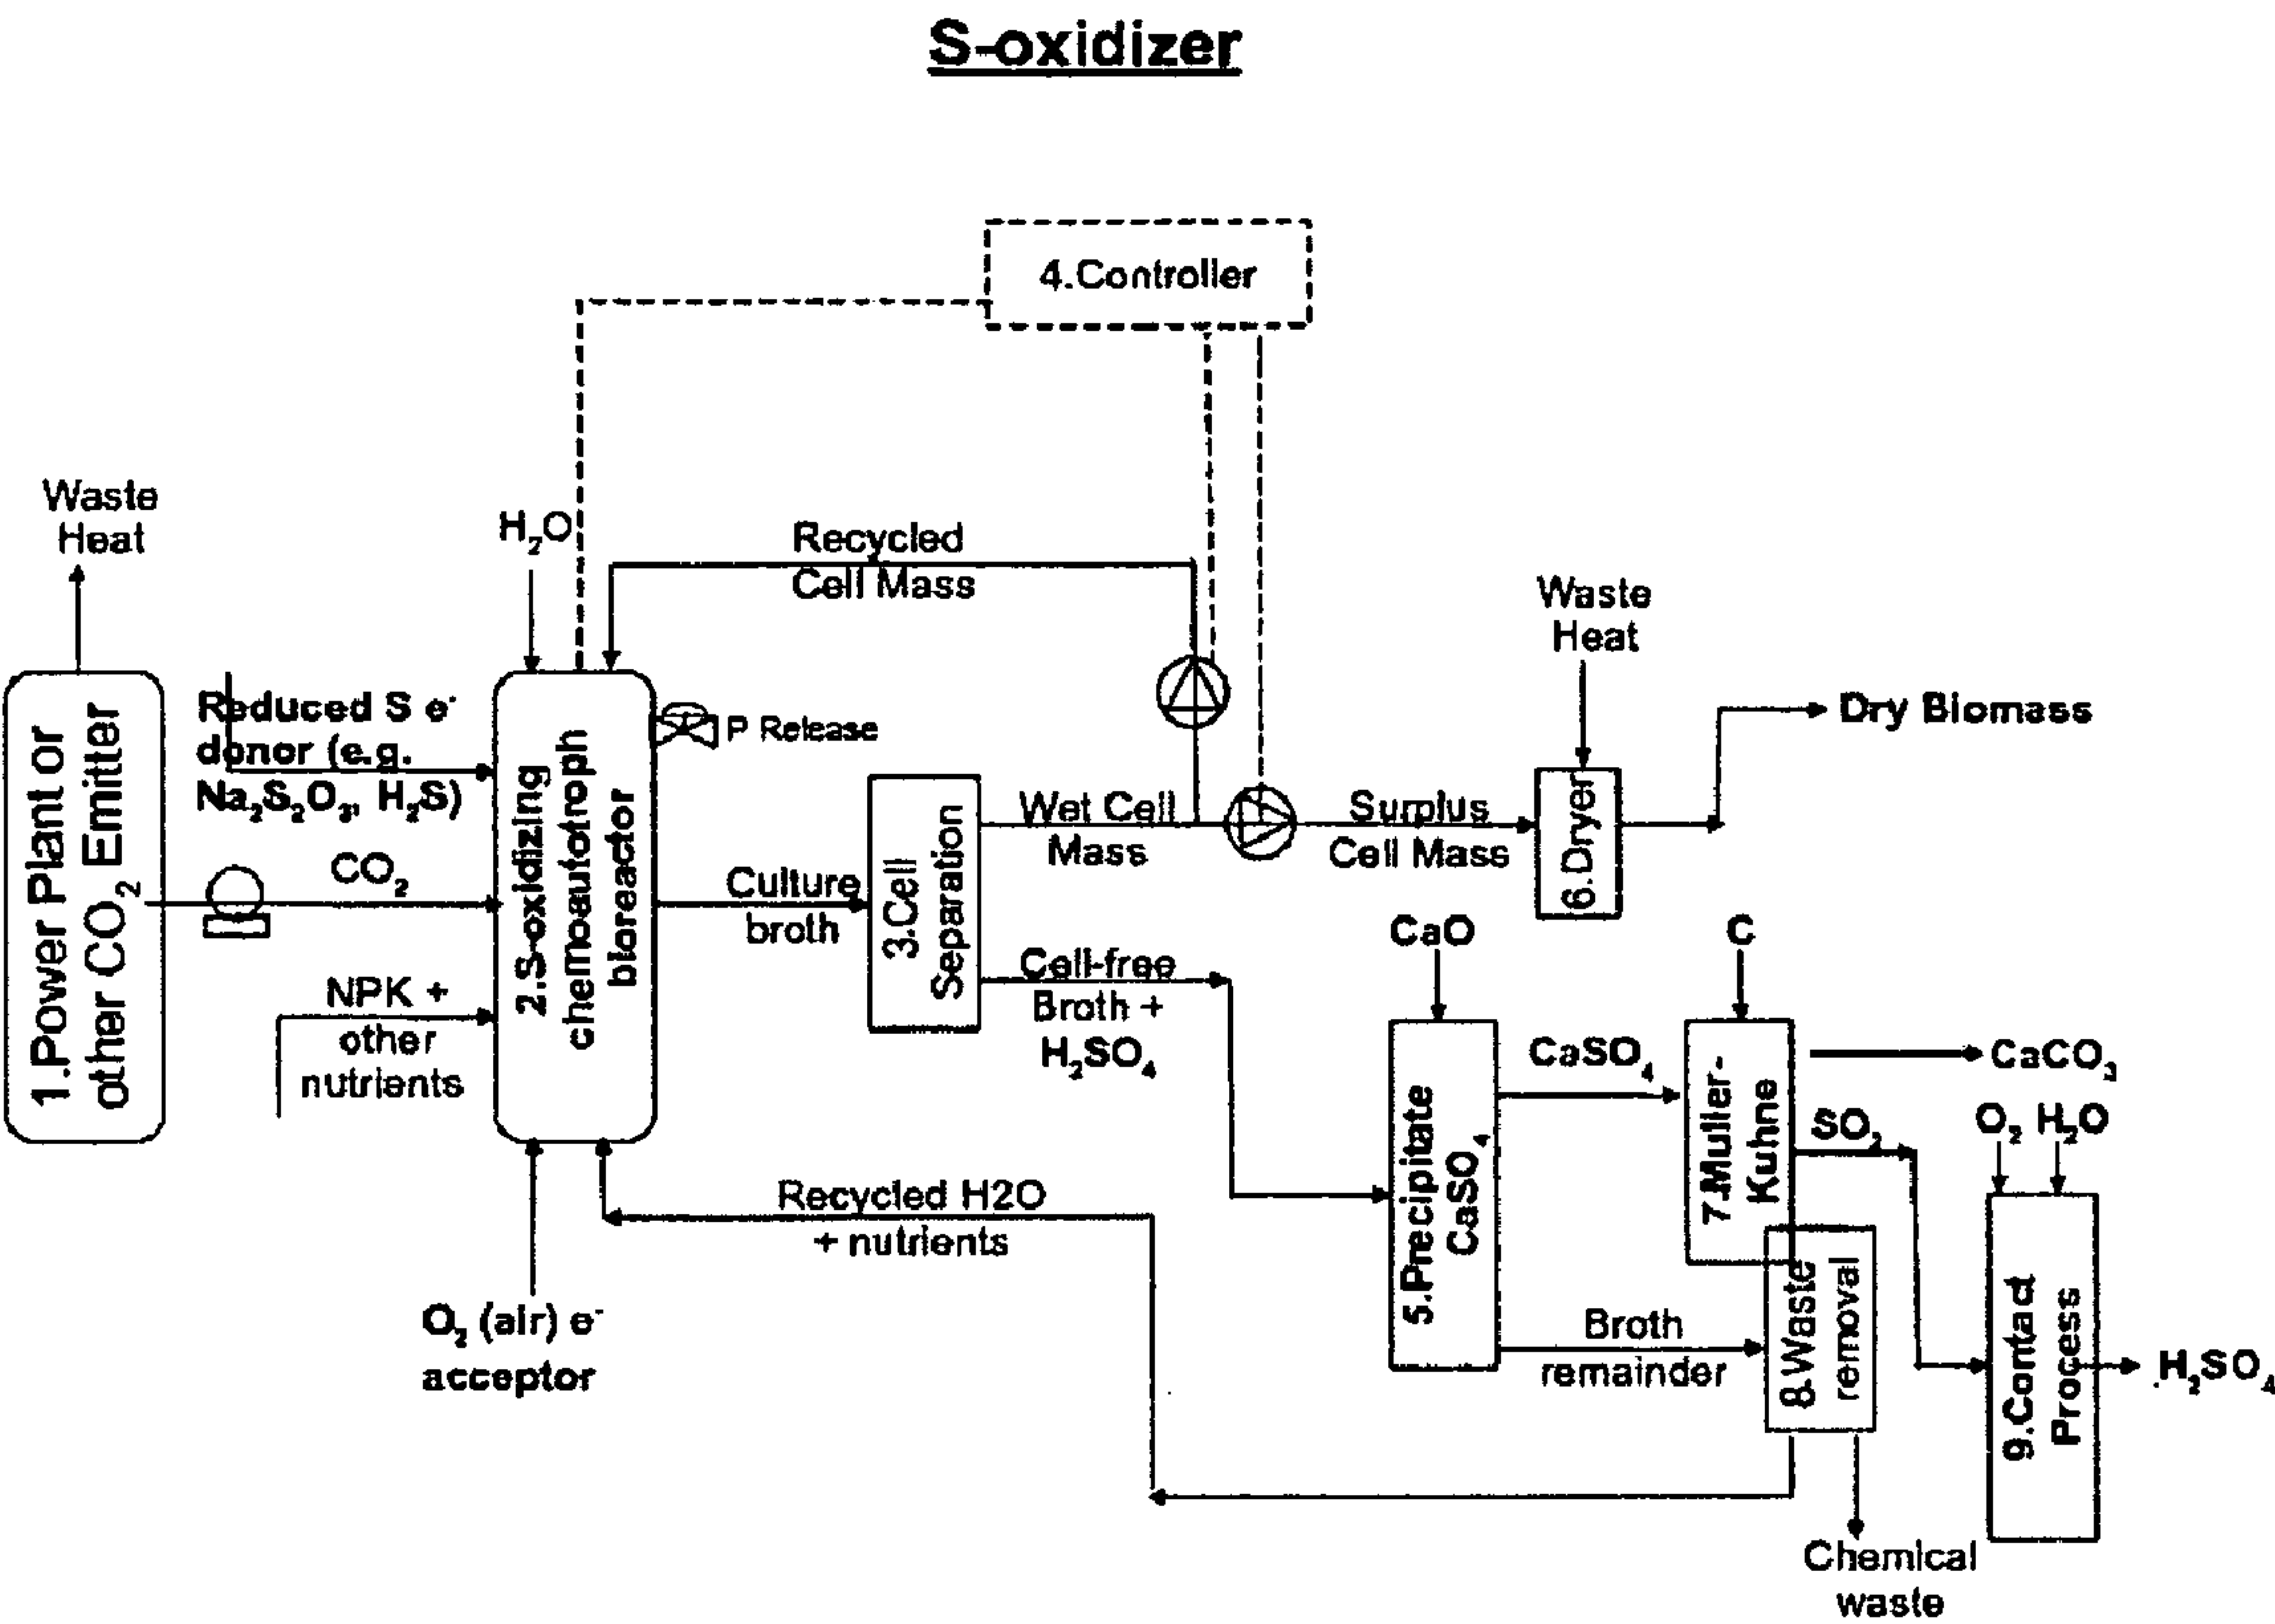 S-oxidizer
4.Controller
Waste
Heat
H₂O
Recycled
Cell Mass
Waste
Heat
1.Power Plant or
other CO₂ Emitter
Reduced S e⁻
donor (e.g.
Na₂S₂O₃, H₂S)
P Release
Dry Biomass
2.S-oxidizing
chemoautotroph
bioreactor
3.Cell
Separation
Wet Cell
Mass
Surplus
Cell Mass
6.Dryer
CO₂
Culture
broth
NPK +
other
nutrients
Cell-free
Broth +
H₂SO₄
CaO
C
5.Precipitate
CaSO₄
CaSO₄
7.Muller-
Kuhne
CaCO₃
SO₂
O₂ H₂O
Recycled H2O
+ nutrients
O₂ (air) e⁻
acceptor
Broth
remainder
8.Waste
removal
9.Contact
Process
H₂SO₄
Chemical
waste